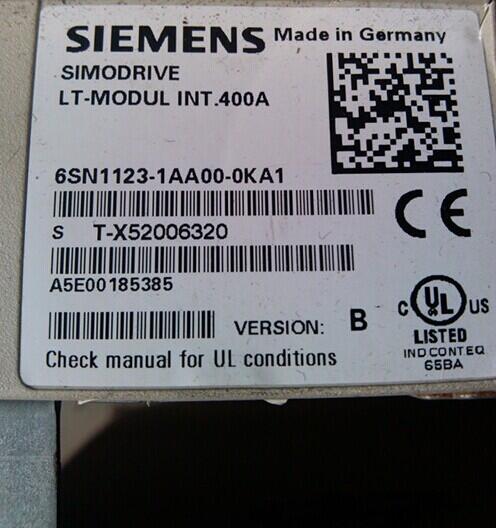 SIEMENS Made in Germany
SIMODRIVE
LT-MODUL INT.400A
6SN1123-1AA00-0KA1
S T-X52006320
A5E00185385
VERSION: B
Check manual for UL conditions
CE
C UL US
LISTED
IND CONT.EQ
65BA